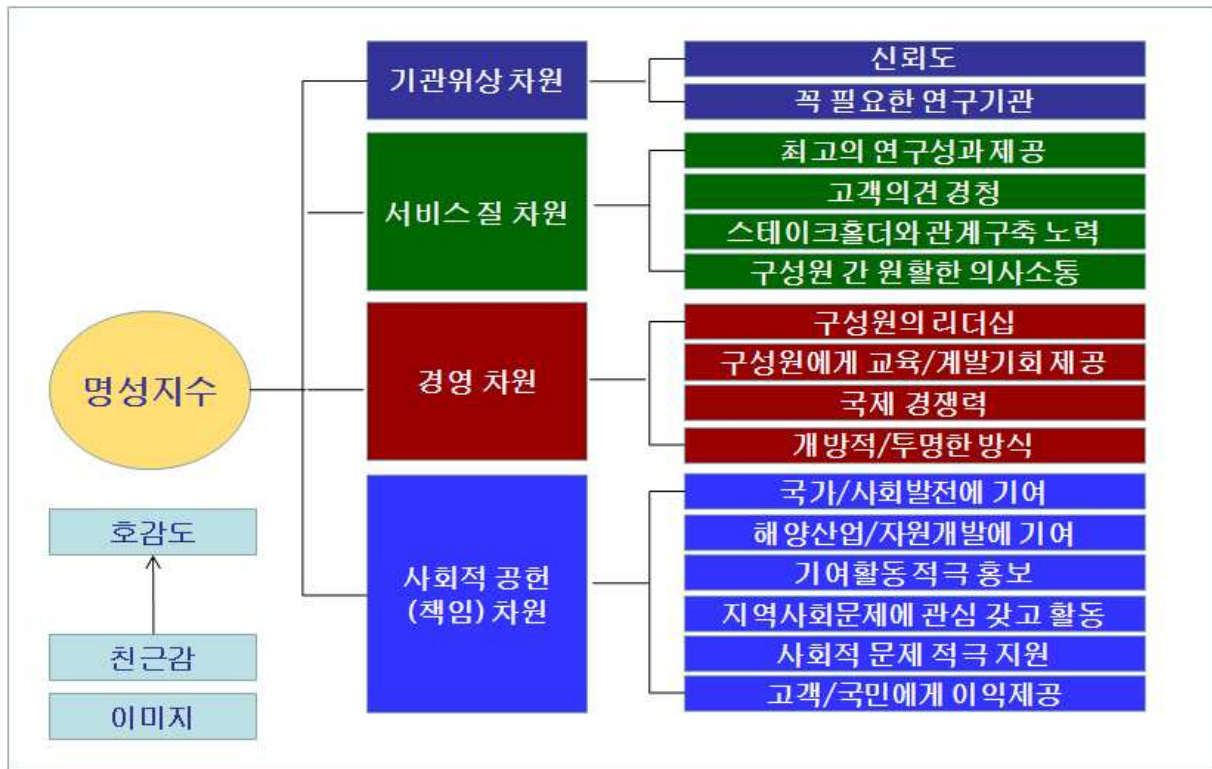 기관위상 차원
신뢰도
꼭 필요한 연구기관
서비스 질 차원
최고의 연구성과 제공
고객의견 경청
스테이크홀더와 관계구축 노력
구성원 간 원활한 의사소통
명성지수
경영 차원
구성원의 리더십
구성원에게 교육/계발기회 제공
국제 경쟁력
개방적/투명한 방식
사회적 공헌
(책임) 차원
국가/사회발전에 기여
해양산업/자원개발에 기여
기여활동 적극 홍보
지역사회문제에 관심 갖고 활동
사회적 문제 적극 지원
고객/국민에게 이익제공
호감도
친근감
이미지